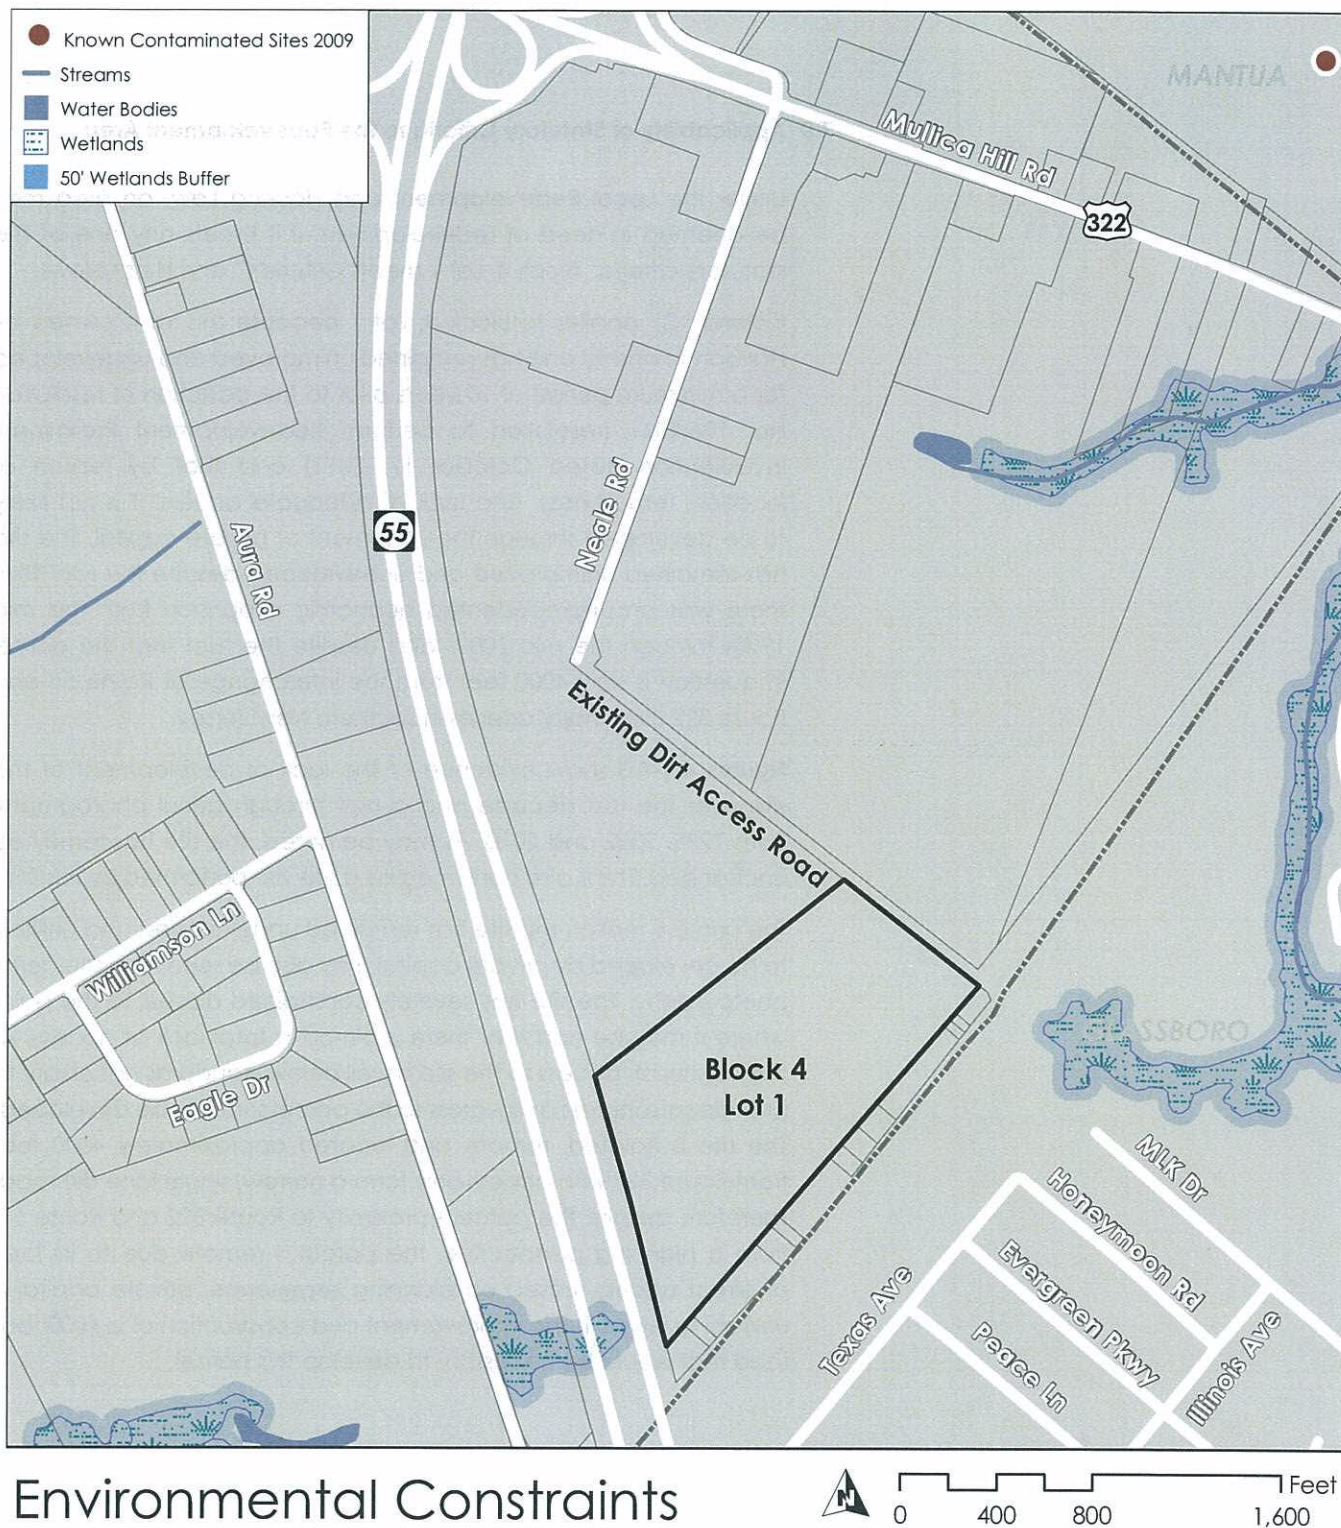 Known Contaminated Sites 2009
Streams
Water Bodies
Wetlands
50' Wetlands Buffer
MANTUA
Mullica Hill Rd
322
55
Neale Rd
Aura Rd
Existing Dirt Access Road
Williamson Ln
Eagle Dr
Block 4
Lot 1
SSBORO
MLK Dr
Honeymoon Rd
Evergreen Pkwy
Texas Ave
Peace Ln
Illinois Ave
Environmental Constraints
N
Feet
0 400 800 1,600